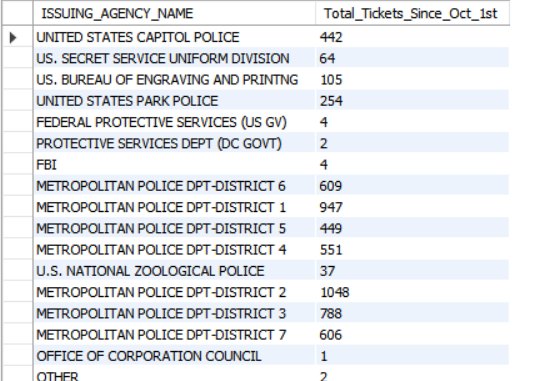 ISSUING_AGENCY_NAME Total_Tickets_Since_Oct_1st
UNITED STATES CAPITOL POLICE 442
US. SECRET SERVICE UNIFORM DIVISION 64
US. BUREAU OF ENGRAVING AND PRINTNG 105
UNITED STATES PARK POLICE 254
FEDERAL PROTECTIVE SERVICES (US GV) 4
PROTECTIVE SERVICES DEPT (DC GOVT) 2
FBI 4
METROPOLITAN POLICE DPT-DISTRICT 6 609
METROPOLITAN POLICE DPT-DISTRICT 1 947
METROPOLITAN POLICE DPT-DISTRICT 5 449
METROPOLITAN POLICE DPT-DISTRICT 4 551
U.S. NATIONAL ZOOLOGICAL POLICE 37
METROPOLITAN POLICE DPT-DISTRICT 2 1048
METROPOLITAN POLICE DPT-DISTRICT 3 788
METROPOLITAN POLICE DPT-DISTRICT 7 606
OFFICE OF CORPORATION COUNCIL 1
OTHER 2